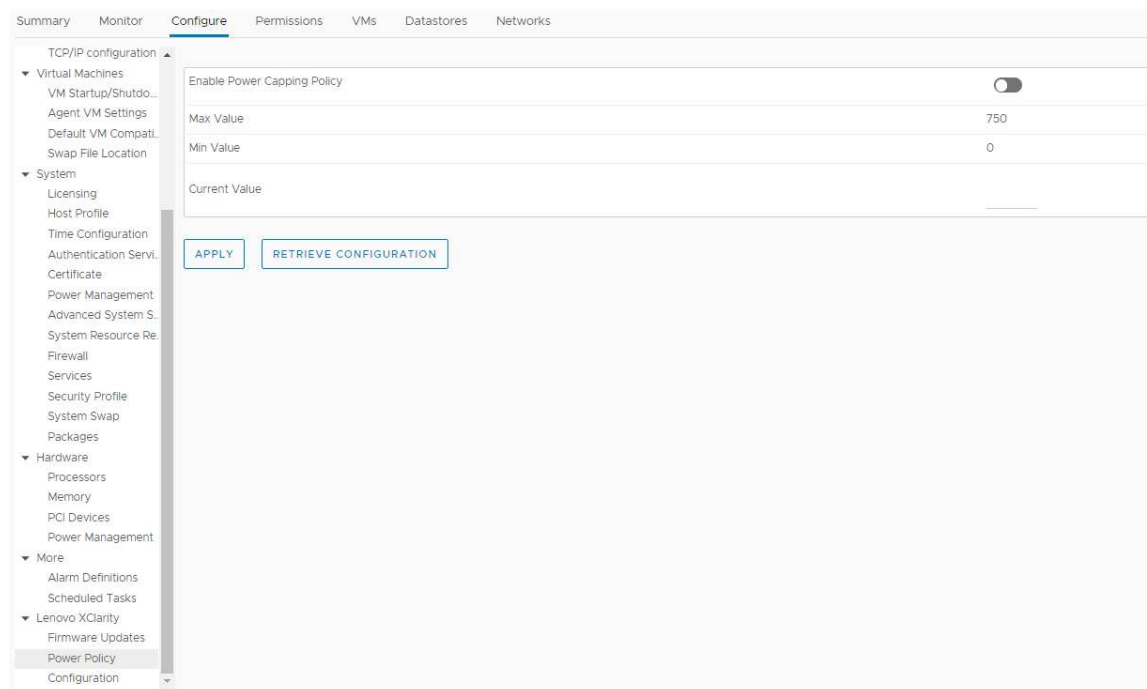 Summary Monitor Configure Permissions VMs Datastores Networks
TCP/IP configuration
Virtual Machines
VM Startup/Shutdo...
Agent VM Settings
Default VM Compati..
Swap File Location
System
Licensing
Host Profile
Time Configuration
Authentication Servi..
Certificate
Power Management
Advanced System S..
System Resource Re.
Firewall
Services
Security Profile
System Swap
Packages
Hardware
Processors
Memory
PCI Devices
Power Management
More
Alarm Definitions
Scheduled Tasks
Lenovo XClarity
Firmware Updates
Power Policy
Configuration
Enable Power Capping Policy
Max Value 750
Min Value 0
Current Value
APPLY RETRIEVE CONFIGURATION